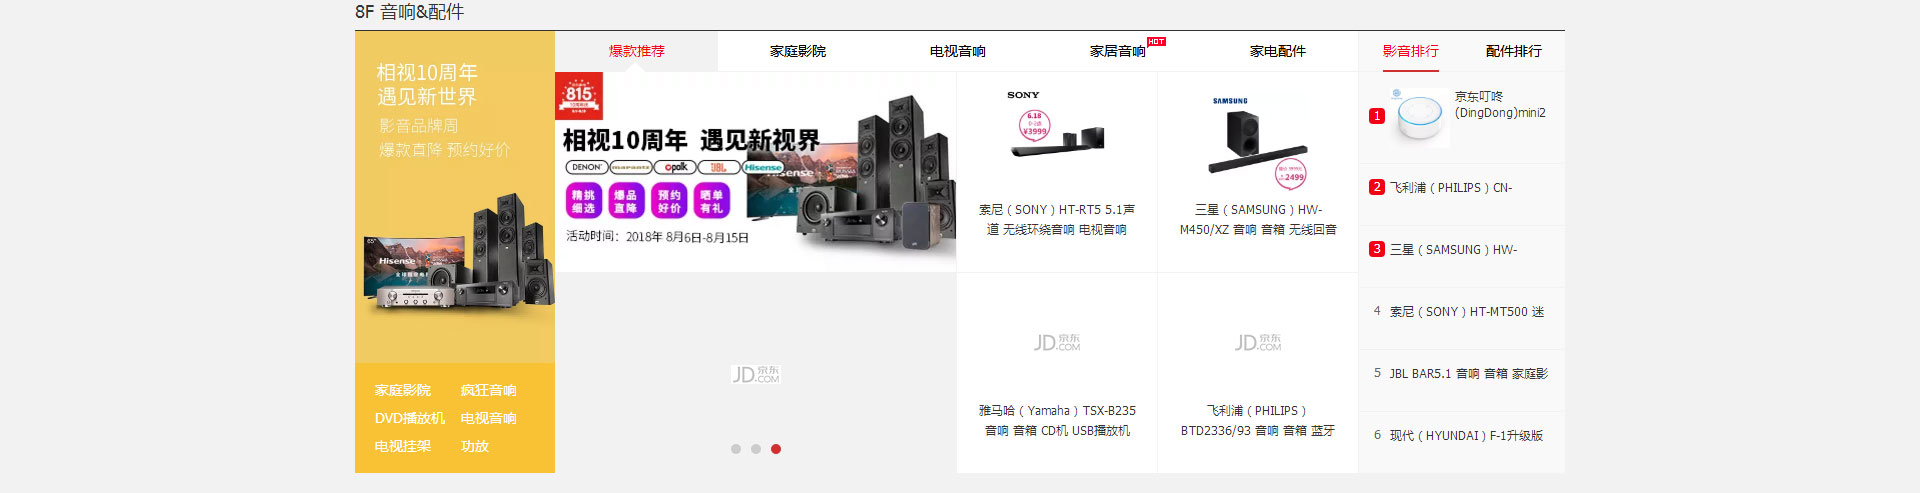 8F 音响&配件
相视10周年
遇见新世界
影音品牌周
爆款直降 预约好价
65"
Hisense
家庭影院 疯狂音响
DVD播放机 电视音响
电视挂架 功放
爆款推荐 家庭影院 电视音响 家居音响 HOT 家电配件
815
相视10周年 遇见新视界
DENON polk JBL Hisense
Hisense
精挑细选 爆品直降 预约好价 晒单有礼
活动时间：2018年 8月6日-8月15日
JD 京东
.COM
SONY
6.18
¥3999
索尼（SONY）HT-RT5 5.1声
道 无线环绕音响 电视音响
SAMSUNG
2499
三星（SAMSUNG）HW-
M450/XZ 音响 音箱 无线回音
JD 京东
.COM
雅马哈（Yamaha）TSX-B235
音响 音箱 CD机 USB播放机
JD 京东
.COM
飞利浦（PHILIPS）
BTD2336/93 音响 音箱 蓝牙
影音排行 配件排行
1 京东叮咚
(DingDong)mini2
2 飞利浦（PHILIPS）CN-
3 三星（SAMSUNG）HW-
4 索尼（SONY）HT-MT500 迷
5 JBL BAR5.1 音响 音箱 家庭影
6 现代（HYUNDAI）F-1升级版